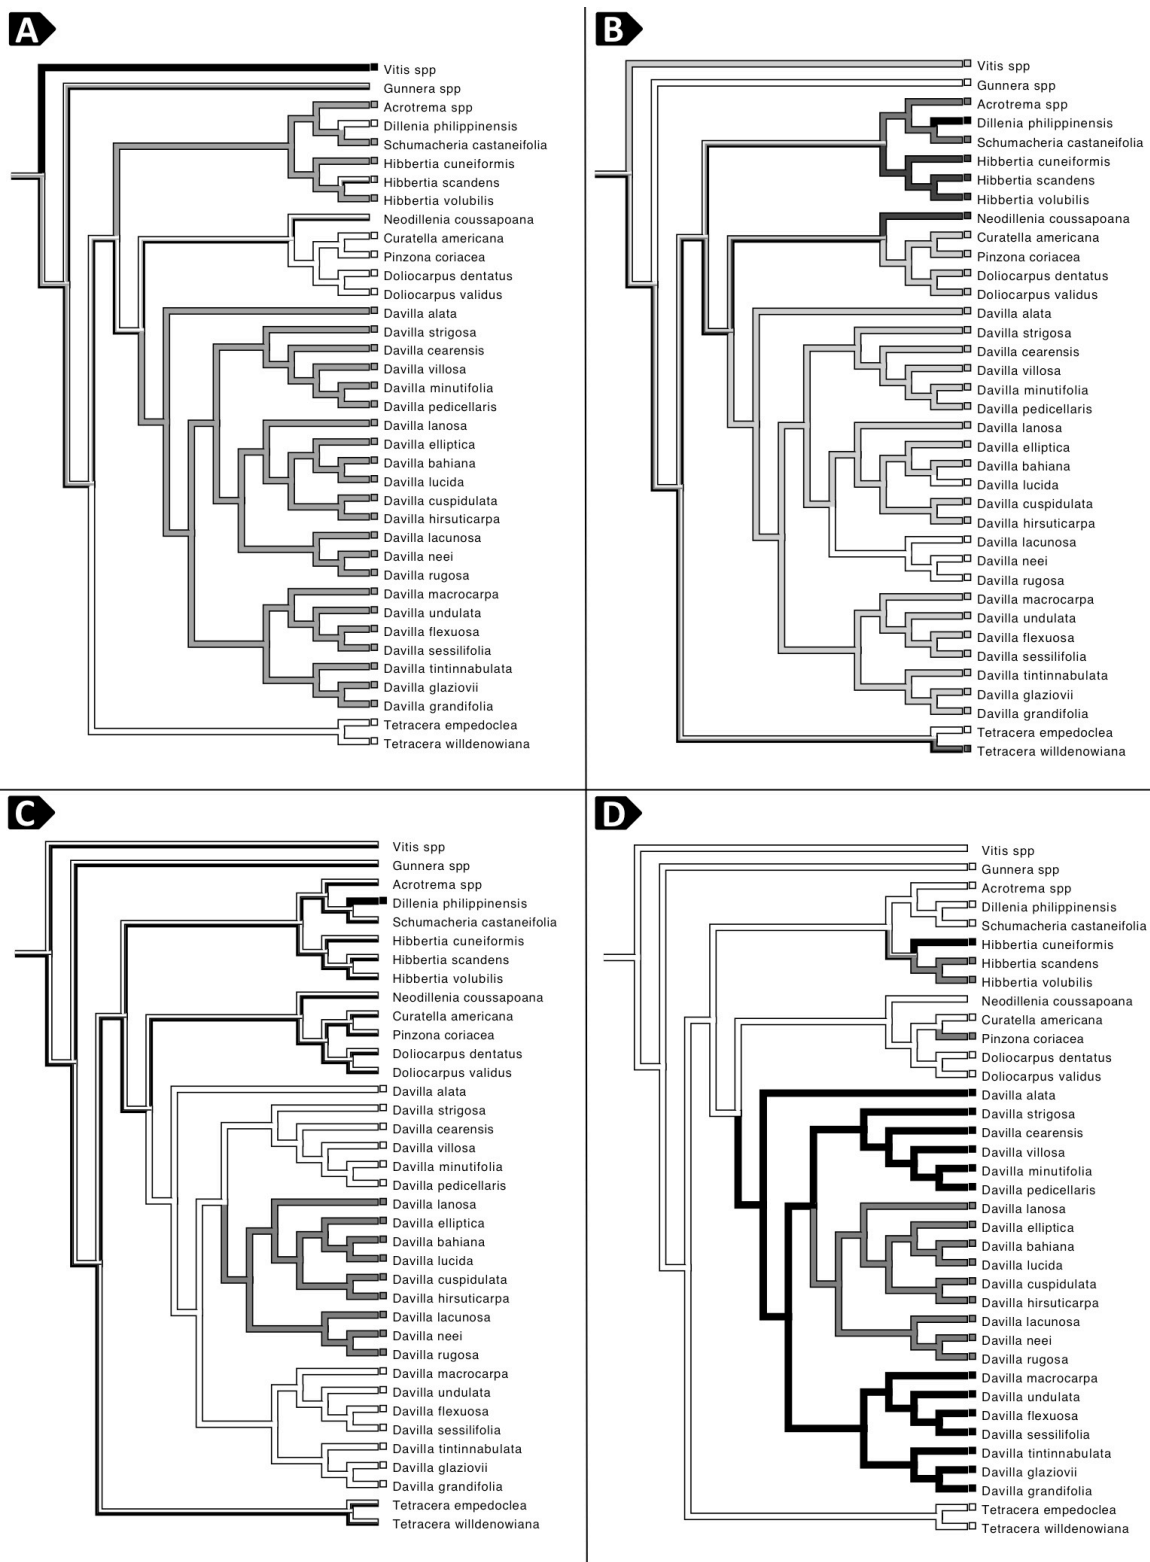 A
Vitis spp
Gunnera spp
Acrotrema spp
Dillenia philippinensis
Schumacheria castaneifolia
Hibbertia cuneiformis
Hibbertia scandens
Hibbertia volubilis
Neodillenia coussapoana
Curatella americana
Pinzona coriacea
Doliocarpus dentatus
Doliocarpus validus
Davilla alata
Davilla strigosa
Davilla cearensis
Davilla villosa
Davilla minutifolia
Davilla pedicellaris
Davilla lanosa
Davilla elliptica
Davilla bahiana
Davilla lucida
Davilla cuspidulata
Davilla hirsuticarpa
Davilla lacunosa
Davilla neei
Davilla rugosa
Davilla macrocarpa
Davilla undulata
Davilla flexuosa
Davilla sessilifolia
Davilla tintinnabulata
Davilla glaziovii
Davilla grandifolia
Tetracera empedoclea
Tetracera willdenowiana
B
Vitis spp
Gunnera spp
Acrotrema spp
Dillenia philippinensis
Schumacheria castaneifolia
Hibbertia cuneiformis
Hibbertia scandens
Hibbertia volubilis
Neodillenia coussapoana
Curatella americana
Pinzona coriacea
Doliocarpus dentatus
Doliocarpus validus
Davilla alata
Davilla strigosa
Davilla cearensis
Davilla villosa
Davilla minutifolia
Davilla pedicellaris
Davilla lanosa
Davilla elliptica
Davilla bahiana
Davilla lucida
Davilla cuspidulata
Davilla hirsuticarpa
Davilla lacunosa
Davilla neei
Davilla rugosa
Davilla macrocarpa
Davilla undulata
Davilla flexuosa
Davilla sessilifolia
Davilla tintinnabulata
Davilla glaziovii
Davilla grandifolia
Tetracera empedoclea
Tetracera willdenowiana
C
Vitis spp
Gunnera spp
Acrotrema spp
Dillenia philippinensis
Schumacheria castaneifolia
Hibbertia cuneiformis
Hibbertia scandens
Hibbertia volubilis
Neodillenia coussapoana
Curatella americana
Pinzona coriacea
Doliocarpus dentatus
Doliocarpus validus
Davilla alata
Davilla strigosa
Davilla cearensis
Davilla villosa
Davilla minutifolia
Davilla pedicellaris
Davilla lanosa
Davilla elliptica
Davilla bahiana
Davilla lucida
Davilla cuspidulata
Davilla hirsuticarpa
Davilla lacunosa
Davilla neei
Davilla rugosa
Davilla macrocarpa
Davilla undulata
Davilla flexuosa
Davilla sessilifolia
Davilla tintinnabulata
Davilla glaziovii
Davilla grandifolia
Tetracera empedoclea
Tetracera willdenowiana
D
Vitis spp
Gunnera spp
Acrotrema spp
Dillenia philippinensis
Schumacheria castaneifolia
Hibbertia cuneiformis
Hibbertia scandens
Hibbertia volubilis
Neodillenia coussapoana
Curatella americana
Pinzona coriacea
Doliocarpus dentatus
Doliocarpus validus
Davilla alata
Davilla strigosa
Davilla cearensis
Davilla villosa
Davilla minutifolia
Davilla pedicellaris
Davilla lanosa
Davilla elliptica
Davilla bahiana
Davilla lucida
Davilla cuspidulata
Davilla hirsuticarpa
Davilla lacunosa
Davilla neei
Davilla rugosa
Davilla macrocarpa
Davilla undulata
Davilla flexuosa
Davilla sessilifolia
Davilla tintinnabulata
Davilla glaziovii
Davilla grandifolia
Tetracera empedoclea
Tetracera willdenowiana